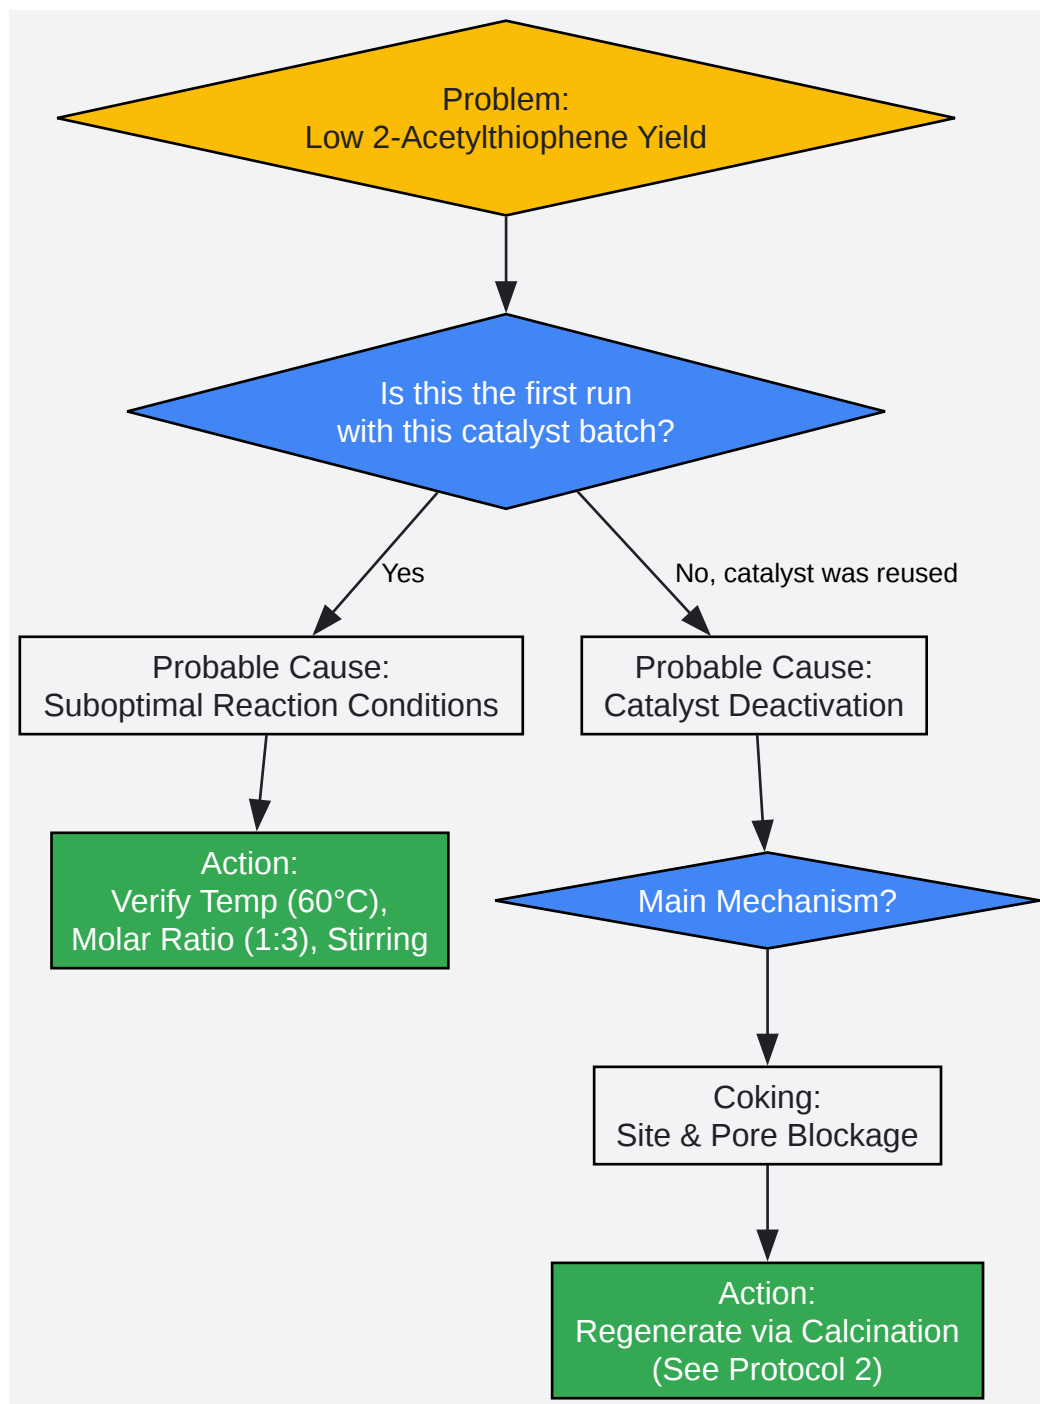 Problem:
Low 2-Acetylthiophene Yield
Is this the first run
with this catalyst batch?
Yes
No, catalyst was reused
Probable Cause:
Suboptimal Reaction Conditions
Probable Cause:
Catalyst Deactivation
Action:
Verify Temp (60°C),
Molar Ratio (1:3), Stirring
Main Mechanism?
Coking:
Site & Pore Blockage
Action:
Regenerate via Calcination
(See Protocol 2)